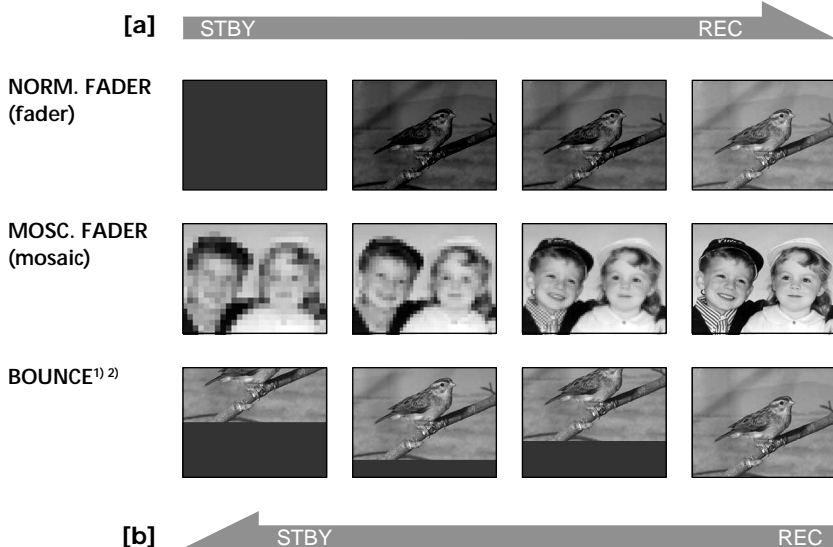 [a] STBY REC
NORM. FADER
(fader)
MOSC. FADER
(mosaic)
BOUNCE1) 2)
[b] STBY REC